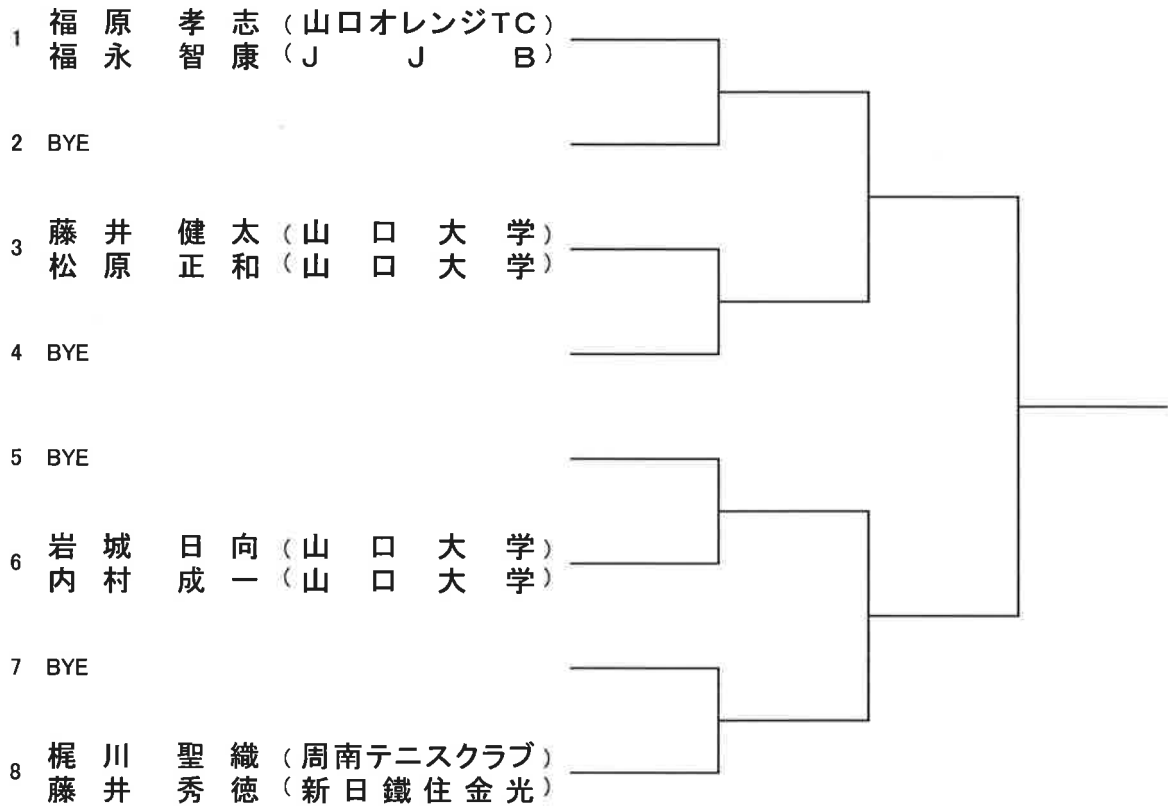 1 福原 孝志 (山口オレンジTC)
福永 智康 (J J B)
2 BYE
3 藤井 健太 (山口大学)
松原 正和 (山口大学)
4 BYE
5 BYE
6 岩城 日向 (山口大学)
内村 成一 (山口大学)
7 BYE
8 梶川 聖織 (周南テニスクラブ)
藤井 秀徳 (新日鐵住金光)